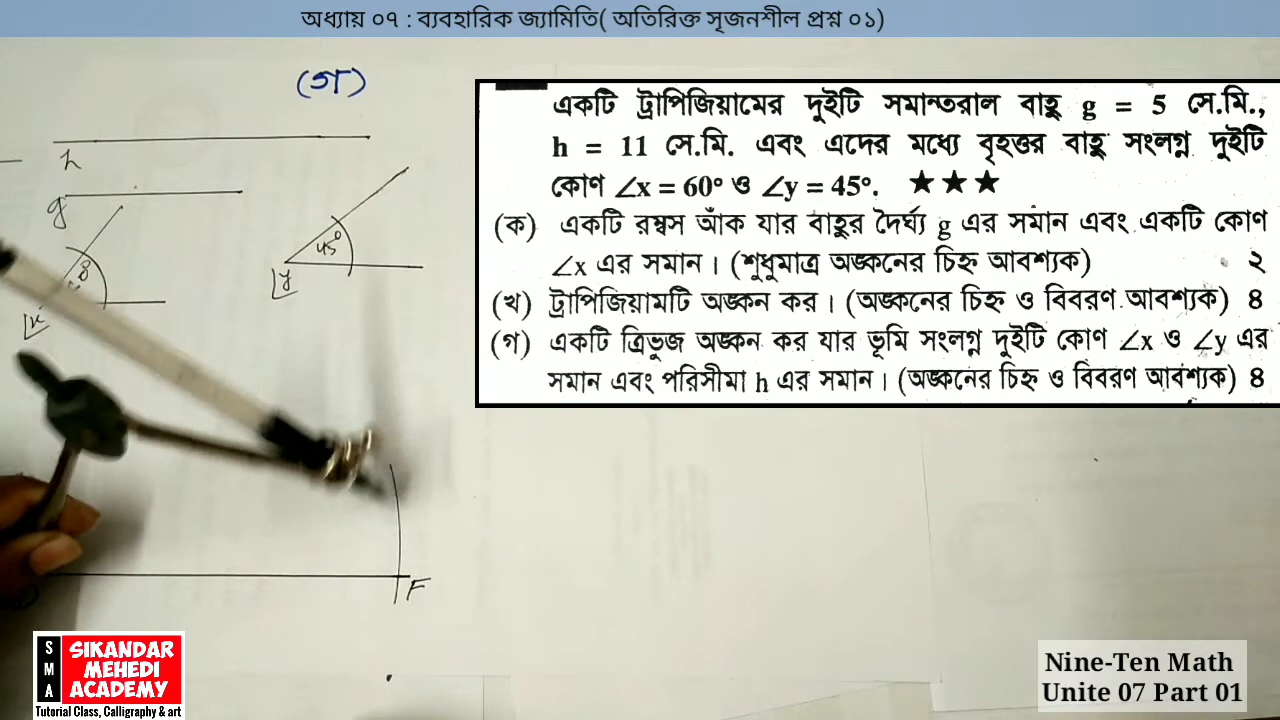 অধ্যায় ০৭ : ব্যবহারিক জ্যামিতি( অতিরিক্ত সৃজনশীল প্রশ্ন ০১)
(গ)
h
g
45°
y
x
F
একটি ট্রাপিজিয়ামের দুইটি সমান্তরাল বাহু g = 5 সে.মি.,
h = 11 সে.মি. এবং এদের মধ্যে বৃহত্তর বাহু সংলগ্ন দুইটি
কোণ ∠x = 60° ও ∠y = 45°. ★★★
(ক) একটি রম্বস আঁক যার বাহুর দৈর্ঘ্য g এর সমান এবং একটি কোণ
∠x এর সমান। (শুধুমাত্র অঙ্কনের চিহ্ন আবশ্যক) ২
(খ) ট্রাপিজিয়ামটি অঙ্কন কর। (অঙ্কনের চিহ্ন ও বিবরণ আবশ্যক) ৪
(গ) একটি ত্রিভুজ অঙ্কন কর যার ভূমি সংলগ্ন দুইটি কোণ ∠x ও ∠y এর
সমান এবং পরিসীমা h এর সমান। (অঙ্কনের চিহ্ন ও বিবরণ আবশ্যক) ৪
SMA
SIKANDAR
MEHEDI
ACADEMY
Tutorial Class, Calligraphy & art
Nine-Ten Math
Unite 07 Part 01